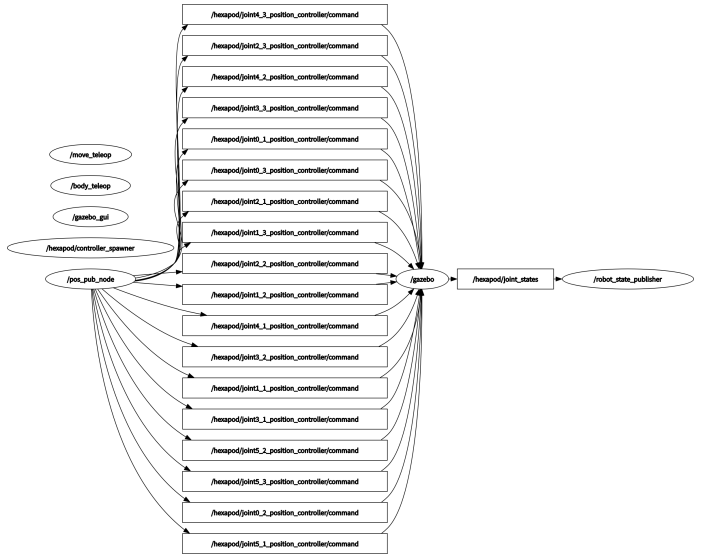 /hexapod/joint4_3_position_controller/command
/hexapod/joint2_3_position_controller/command
/hexapod/joint4_2_position_controller/command
/hexapod/joint3_3_position_controller/command
/hexapod/joint0_1_position_controller/command
/move_teleop
/hexapod/joint0_3_position_controller/command
/body_teleop
/hexapod/joint2_1_position_controller/command
/gazebo_gui
/hexapod/joint1_3_position_controller/command
/hexapod/controller_spawner
/hexapod/joint2_2_position_controller/command
/pos_pub_node
/gazebo
/hexapod/joint_states
/robot_state_publisher
/hexapod/joint1_2_position_controller/command
/hexapod/joint4_1_position_controller/command
/hexapod/joint3_2_position_controller/command
/hexapod/joint1_1_position_controller/command
/hexapod/joint3_1_position_controller/command
/hexapod/joint5_2_position_controller/command
/hexapod/joint5_3_position_controller/command
/hexapod/joint0_2_position_controller/command
/hexapod/joint5_1_position_controller/command